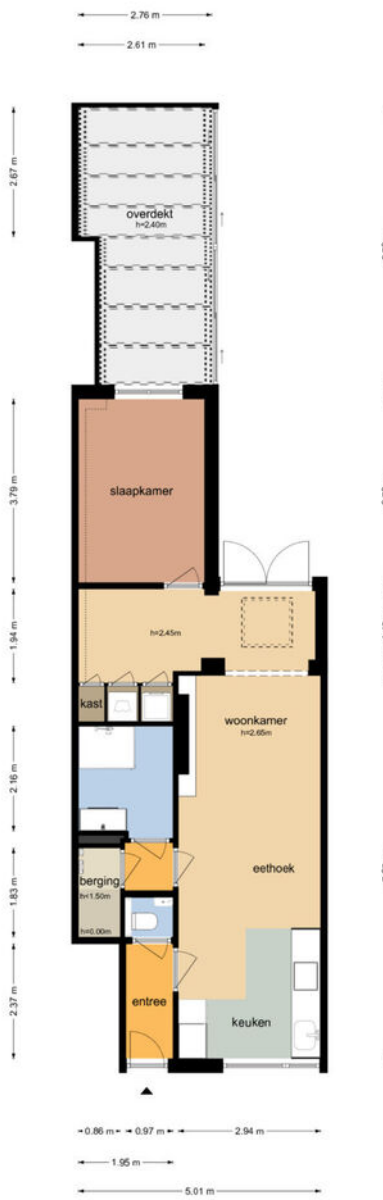 2.76 m
2.61 m
2.67 m
overdekt
h=2.40m
3.79 m
slaapkamer
1.94 m
h=2.45m
kast
woonkamer
h=2.65m
2.16 m
1.83 m
berging
h=1.50m
h=0.00m
eethoek
2.37 m
entree
keuken
0.86 m
0.97 m
2.94 m
1.95 m
5.01 m